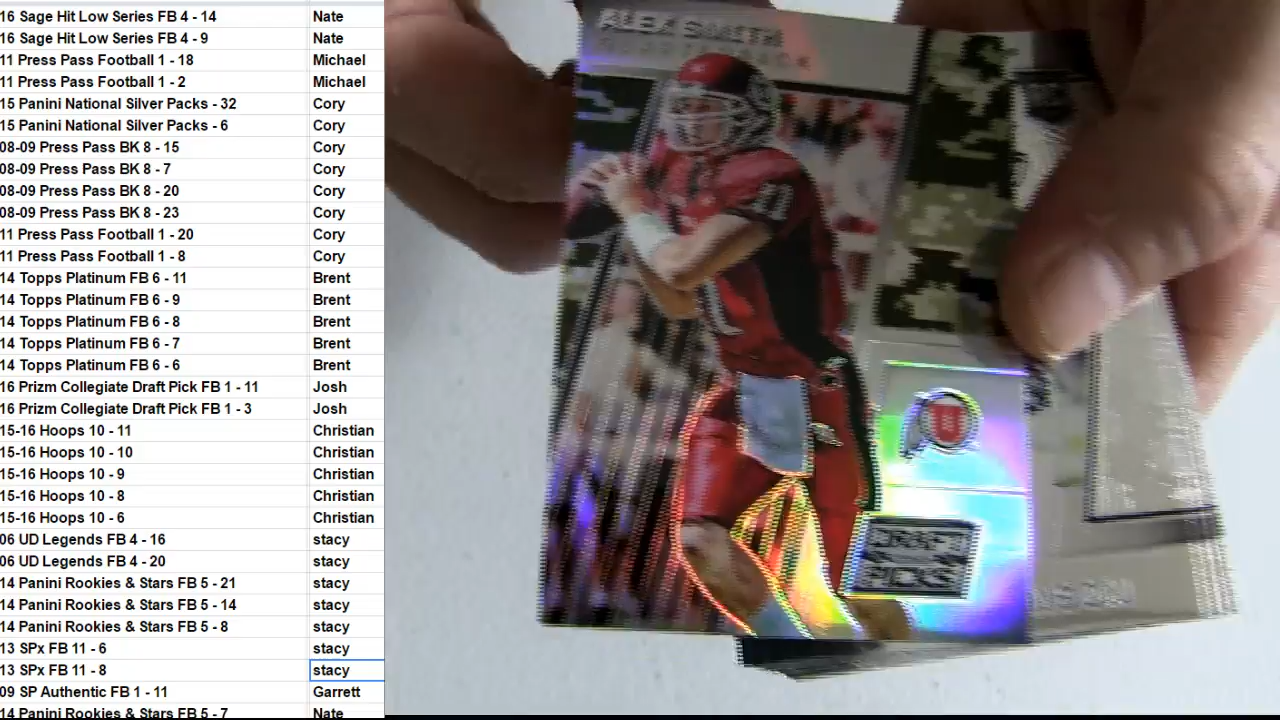 16 Sage Hit Low Series FB 4 - 14 Nate
16 Sage Hit Low Series FB 4 - 9 Nate
11 Press Pass Football 1 - 18 Michael
11 Press Pass Football 1 - 2 Michael
15 Panini National Silver Packs - 32 Cory
15 Panini National Silver Packs - 6 Cory
08-09 Press Pass BK 8 - 15 Cory
08-09 Press Pass BK 8 - 7 Cory
08-09 Press Pass BK 8 - 20 Cory
08-09 Press Pass BK 8 - 23 Cory
11 Press Pass Football 1 - 20 Cory
11 Press Pass Football 1 - 8 Cory
14 Topps Platinum FB 6 - 11 Brent
14 Topps Platinum FB 6 - 9 Brent
14 Topps Platinum FB 6 - 8 Brent
14 Topps Platinum FB 6 - 7 Brent
14 Topps Platinum FB 6 - 6 Brent
16 Prizm Collegiate Draft Pick FB 1 - 11 Josh
16 Prizm Collegiate Draft Pick FB 1 - 3 Josh
15-16 Hoops 10 - 11 Christian
15-16 Hoops 10 - 10 Christian
15-16 Hoops 10 - 9 Christian
15-16 Hoops 10 - 8 Christian
15-16 Hoops 10 - 6 Christian
06 UD Legends FB 4 - 16 stacy
06 UD Legends FB 4 - 20 stacy
14 Panini Rookies & Stars FB 5 - 21 stacy
14 Panini Rookies & Stars FB 5 - 14 stacy
14 Panini Rookies & Stars FB 5 - 8 stacy
13 SPx FB 11 - 6 stacy
13 SPx FB 11 - 8 stacy
09 SP Authentic FB 1 - 11 Garrett
14 Panini Rookies & Stars FB 5 - 7 Nate
ALEX SMITH
QUARTERBACK
11
U
DRAFT
PICKS